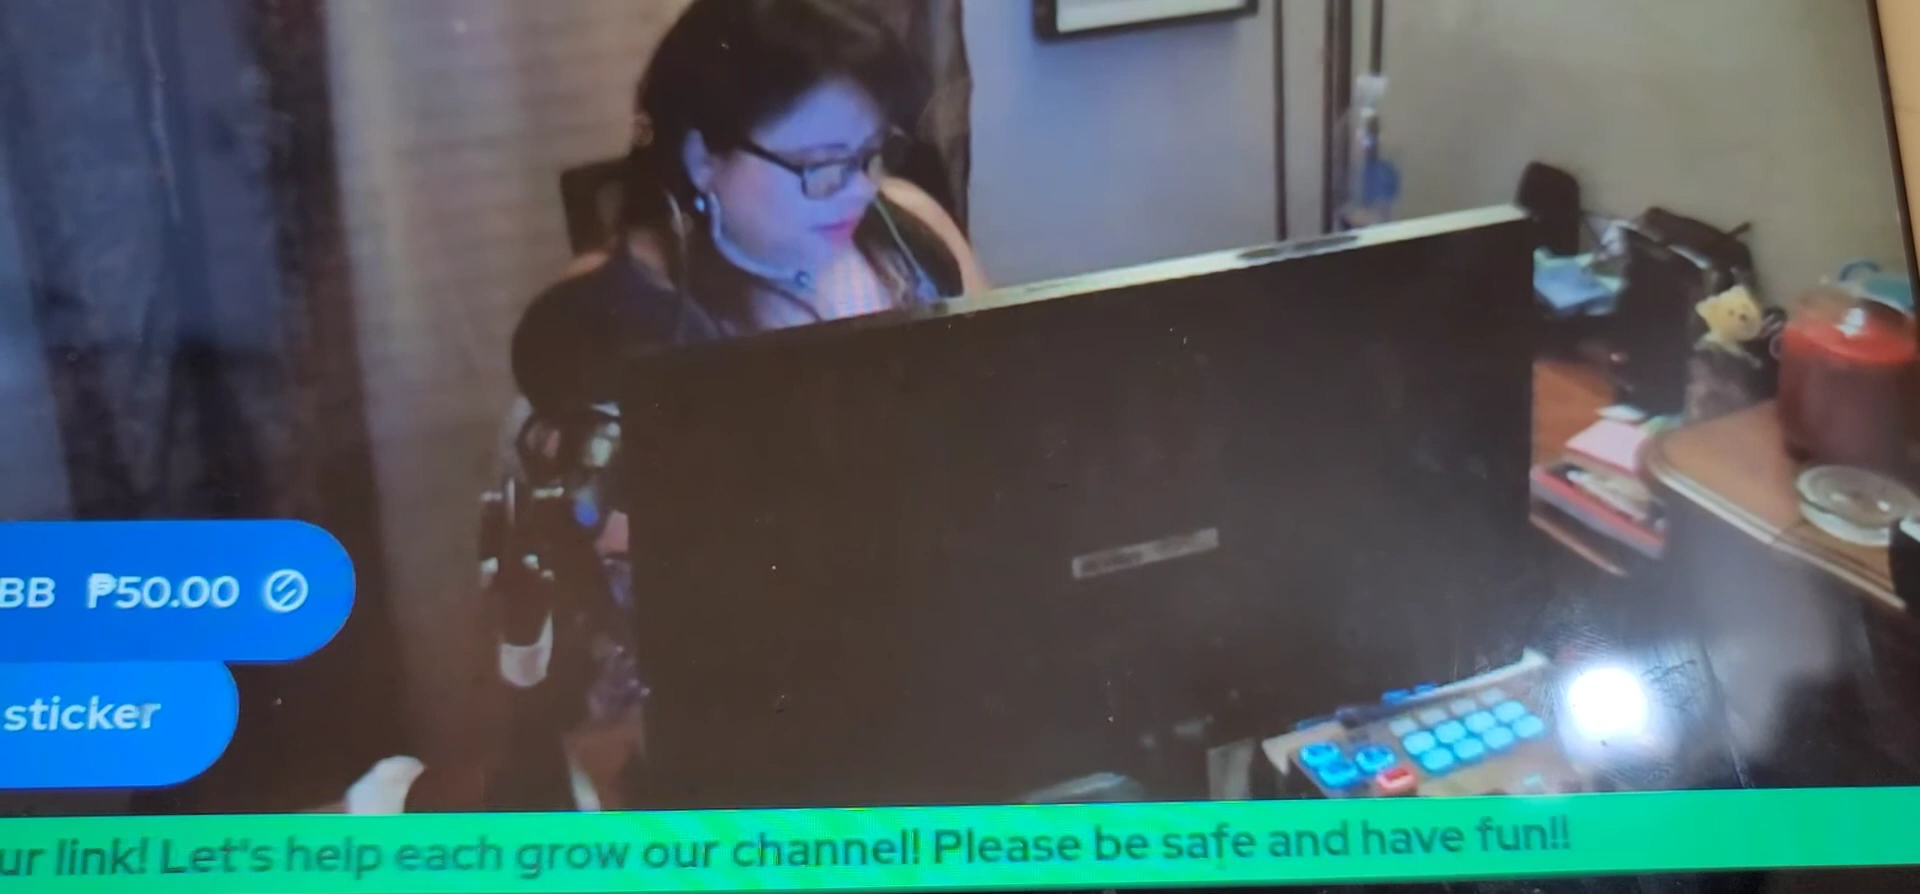 BB ₱50.00
sticker
ur link! Let's help each grow our channel! Please be safe and have fun!!